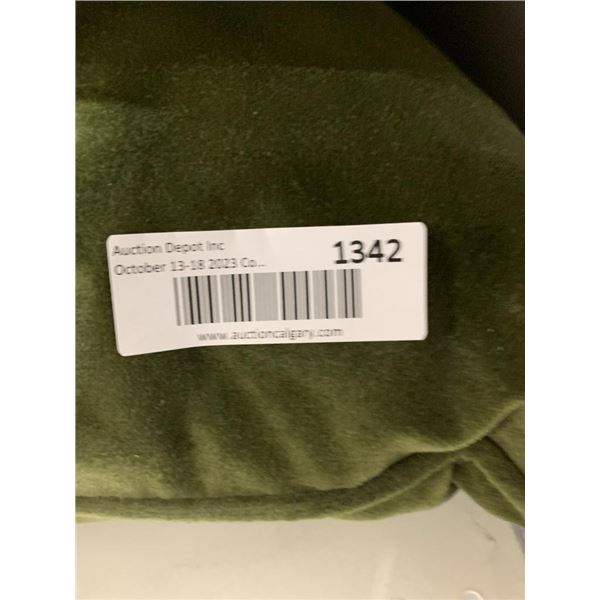 Auction Depot Inc
1342
October 13-18 2023 Co...
www.auctioncalgary.com